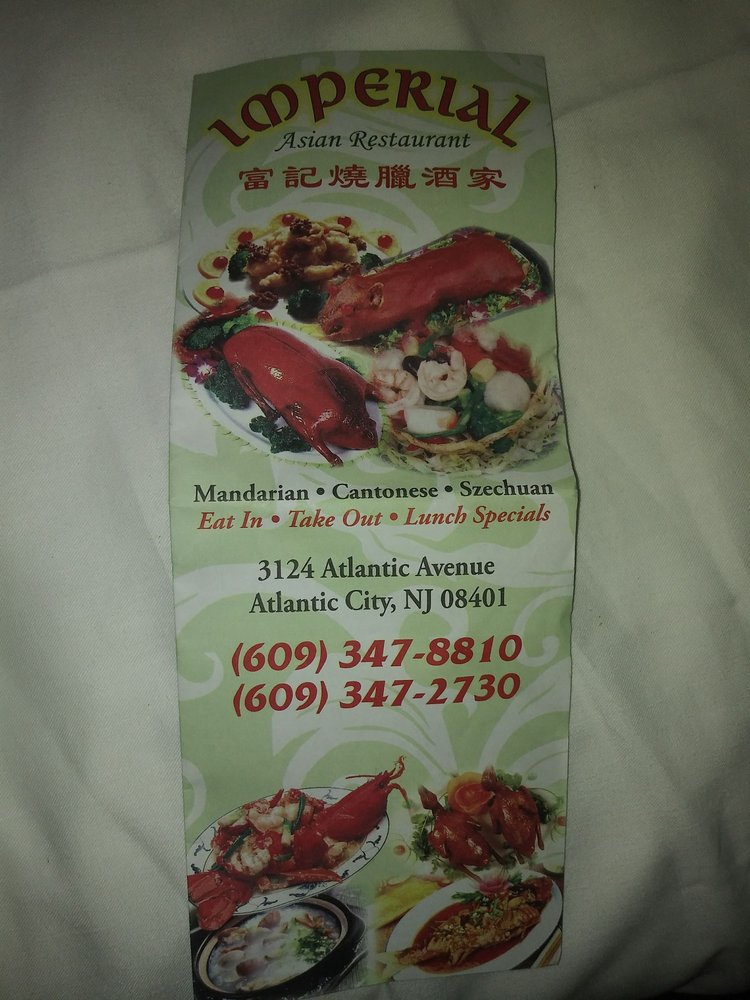 IMPERIAL
Asian Restaurant
富記燒臘酒家
Mandarian • Cantonese • Szechuan
Eat In • Take Out • Lunch Specials
3124 Atlantic Avenue
Atlantic City, NJ 08401
(609) 347-8810
(609) 347-2730